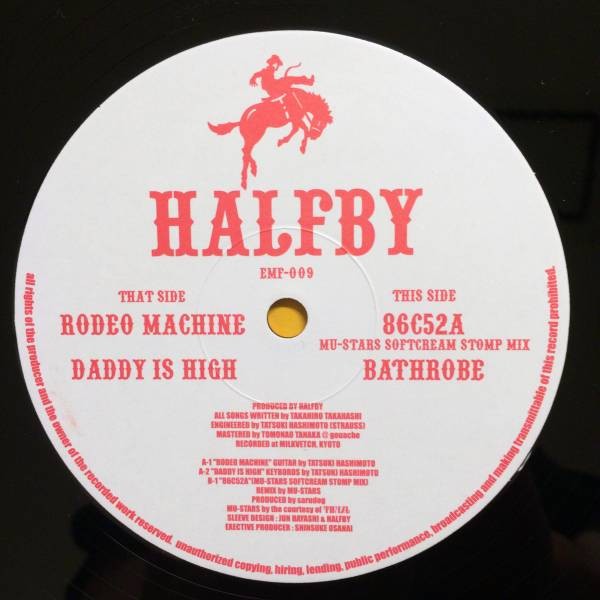 HALFBY
EMF-009
THAT SIDE
RODEO MACHINE
DADDY IS HIGH
THIS SIDE
86C52A
MU-STARS SOFTCREAM STOMP MIX
BATHROBE
PRODUCED BY HALFBY
ALL SONGS WRITTEN by TAKAHIRO TAKAHASHI
ENGINEERED by TATSUKI HASHIMOTO (STRAUSS)
MASTERED by TOMONAO TANAKA @ gouache
RECORDED at MILKVETCH, KYOTO
A-1 "RODEO MACHINE" GUITAR by TATSUKI HASHIMOTO
A-2 "DADDY IS HIGH" KEYBORDS by TATSUKI HASHIMOTO
B-1 "86C52A"(MU-STARS SOFTCREAM STOMP MIX)
REMIX by MU-STARS
PRODUCED by sarudog
MU-STARS by the courtesy of
SLEEVE DESIGN : JUN HAYASHI & HALFBY
EXECTIVE PRODUCER : SHINSUKE OSANAI
all rights of the producer and the owner of the recorded work reserved. unauthorized copying, hiring, lending, public performance, broadcasting and making transmittable of this record prohibited.